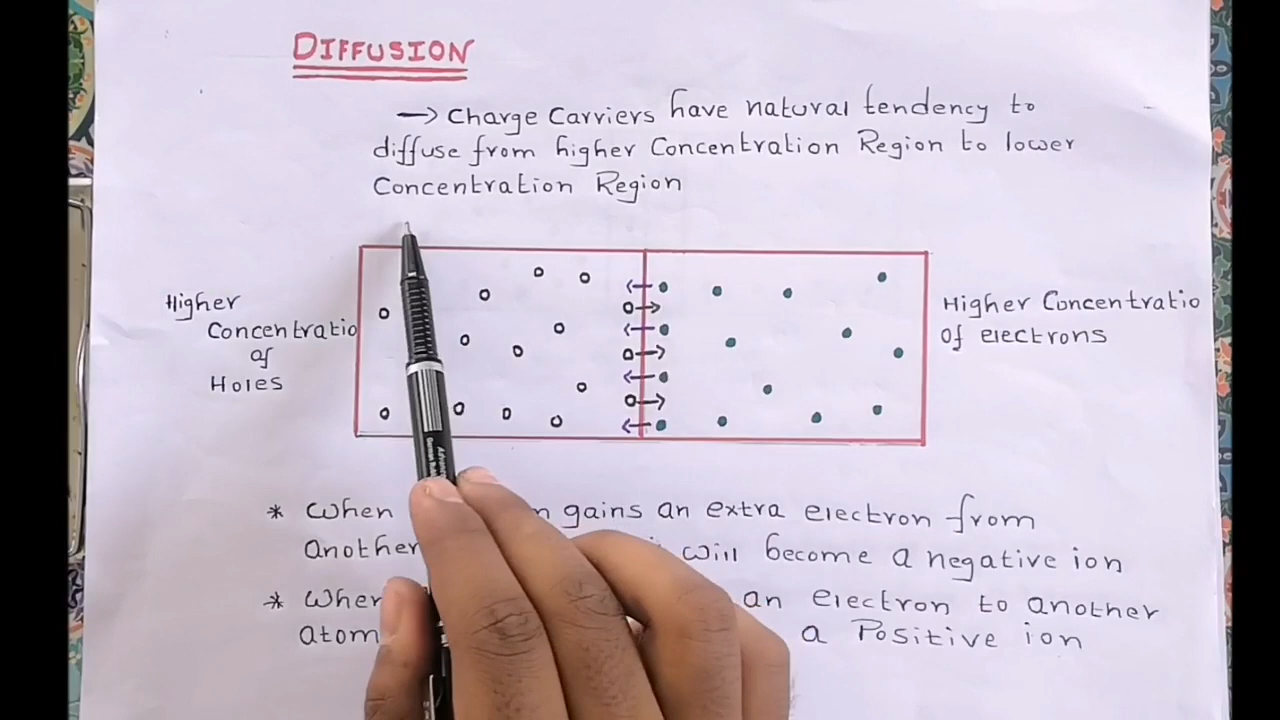 DIFFUSION
→ Charge Carriers have natural tendency to
diffuse from higher Concentration Region to lower
Concentration Region
Higher
Concentratio
of
Holes
Higher Concentratio
of electrons
* When gains an extra electron from
another will become a negative ion
* When an electron to another
atom a Positive ion